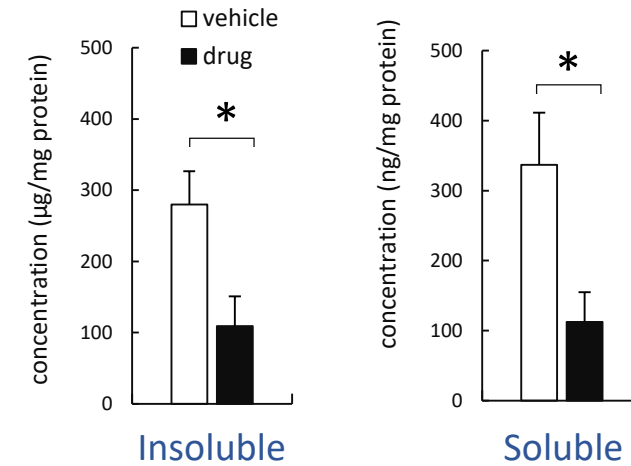 vehicle
drug
concentration (µg/mg protein)
500
400
300
200
100
0
*
Insoluble
concentration (ng/mg protein)
500
400
300
200
100
0
*
Soluble